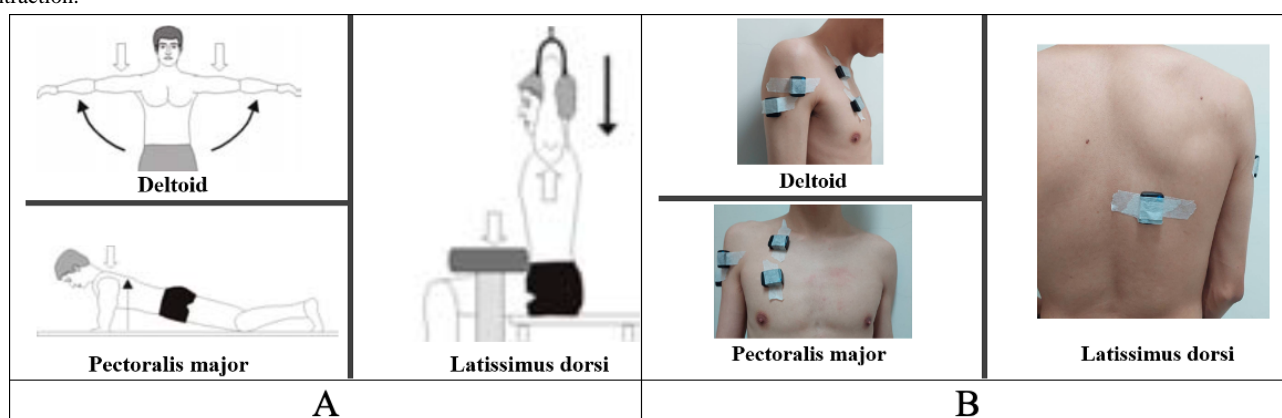 Deltoid
Pectoralis major
Latissimus dorsi
A
Deltoid
Pectoralis major
Latissimus dorsi
B